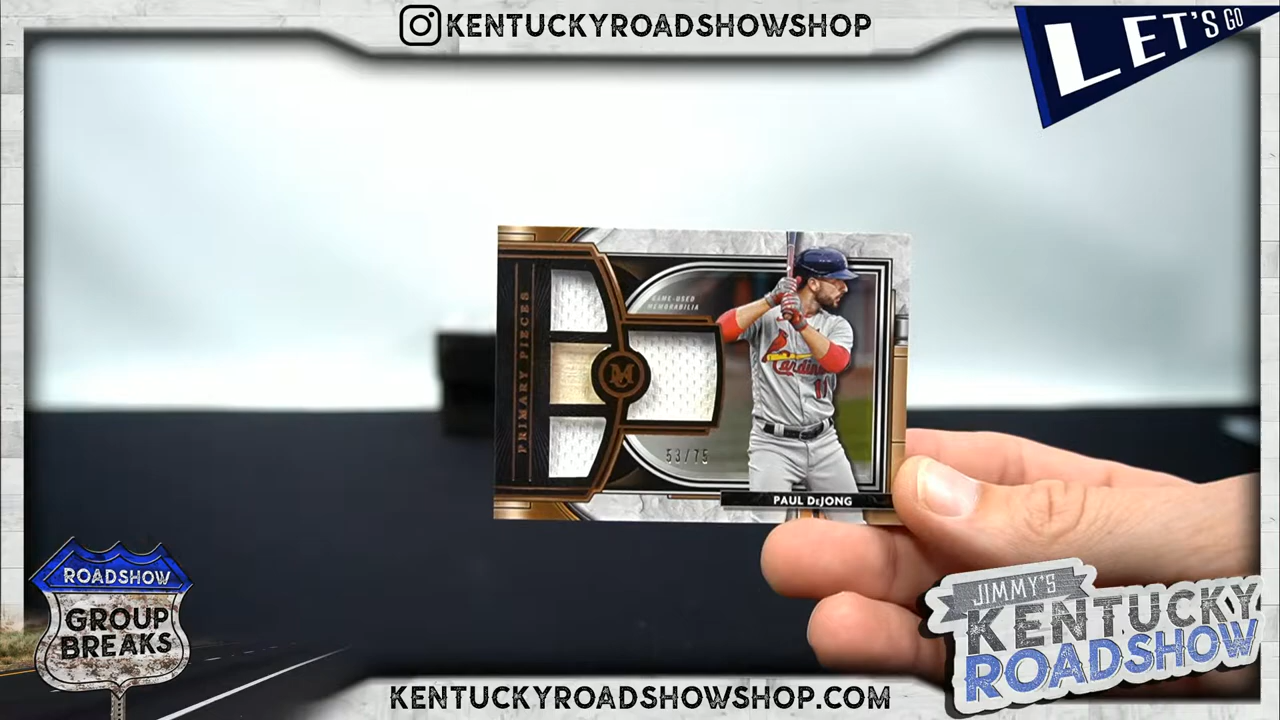 KENTUCKYROADSHOWSHOP
LET'S GO
PRIMARY PIECES
GAME-USED
MEMORABILIA
M
Cardinals
11
53/75
PAUL DeJONG
ROADSHOW
GROUP
BREAKS
JIMMY'S
KENTUCKY
ROADSHOW
KENTUCKYROADSHOWSHOP.COM